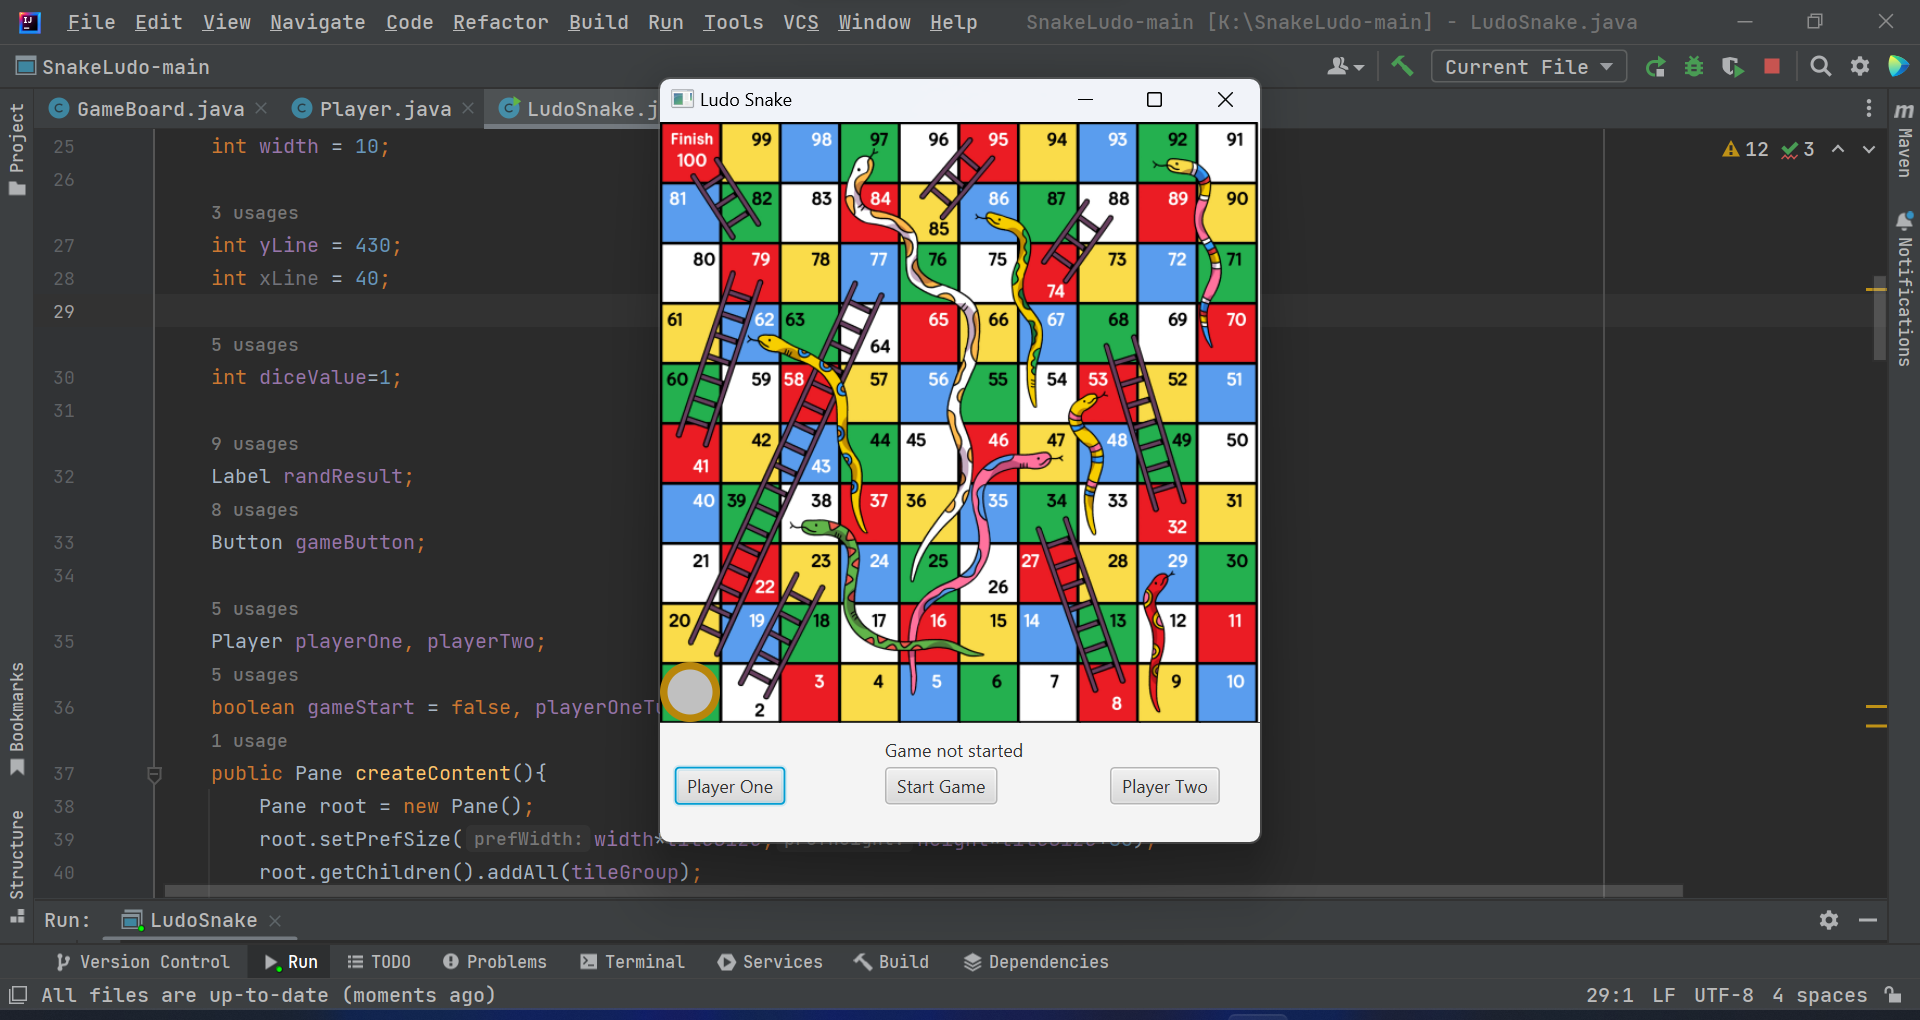 File Edit View Navigate Code Refactor Build Run Tools VCS Window Help SnakeLudo-main [K:\SnakeLudo-main] - LudoSnake.java
SnakeLudo-main Current File
GameBoard.java Player.java LudoSnake.j
Project
Bookmarks
Structure
12 3
25 int width = 10;
26
3 usages
27 int yLine = 430;
28 int xLine = 40;
29
5 usages
30 int diceValue=1;
31
9 usages
32 Label randResult;
8 usages
33 Button gameButton;
34
5 usages
35 Player playerOne, playerTwo;
5 usages
36 boolean gameStart = false, playerOneTu
1 usage
37 public Pane createContent(){
38 Pane root = new Pane();
39 root.setPrefSize( prefWidth: width*
40 root.getChildren().addAll(tileGroup);
Ludo Snake
Finish
100 99 98 97 96 95 94 93 92 91
81 82 83 84 85 86 87 88 89 90
80 79 78 77 76 75 74 73 72 71
61 62 63 64 65 66 67 68 69 70
60 59 58 57 56 55 54 53 52 51
41 42 43 44 45 46 47 48 49 50
40 39 38 37 36 35 34 33 32 31
21 22 23 24 25 26 27 28 29 30
20 19 18 17 16 15 14 13 12 11
2 3 4 5 6 7 8 9 10
Game not started
Player One Start Game Player Two
m Maven
Notifications
Run: LudoSnake
Version Control Run TODO Problems Terminal Services Build Dependencies
All files are up-to-date (moments ago) 29:1 LF UTF-8 4 spaces